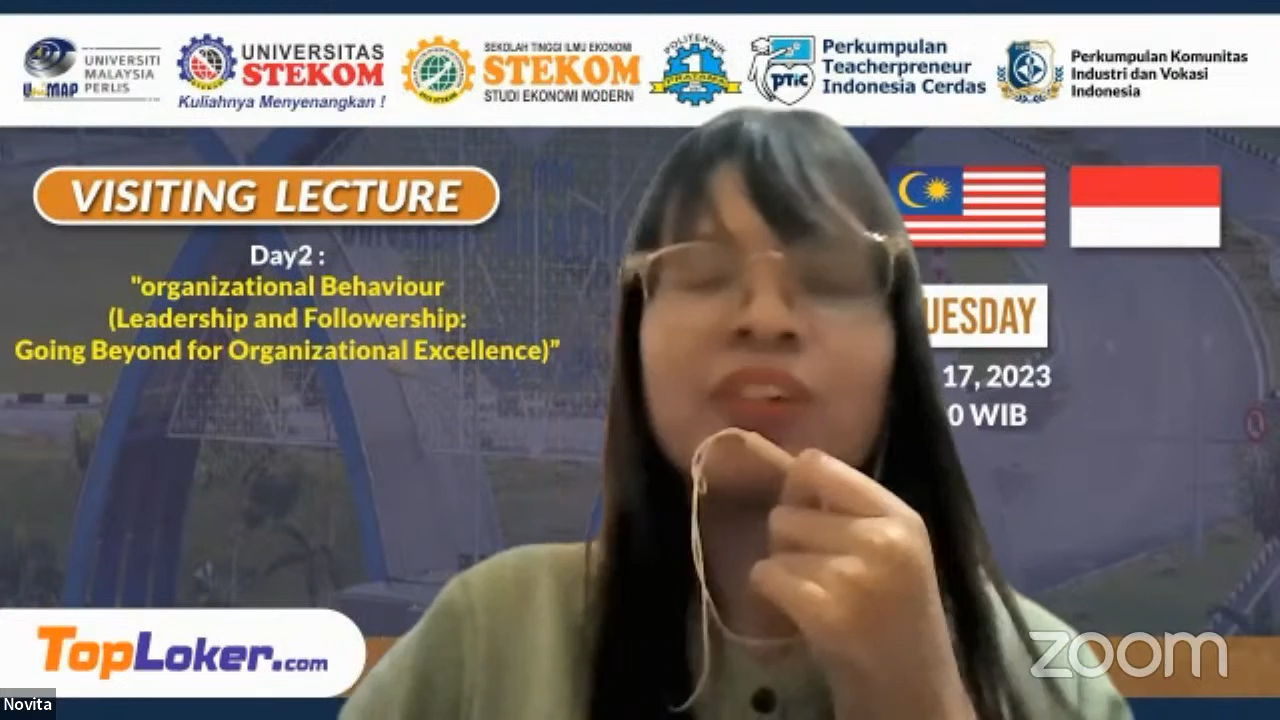 UniMAP
UNIVERSITI
MALAYSIA
PERLIS
UNIVERSITAS
STEKOM
Kuliahnya Menyenangkan !
SEKOLAH TINGGI ILMU EKONOMI
STEKOM
STUDI EKONOMI MODERN
POLITEKNIK
1
PRATAMA
PTIC
Perkumpulan
Teacherpreneur
Indonesia Cerdas
Perkumpulan Komunitas
Industri dan Vokasi
Indonesia
VISITING LECTURE
Day2 :
"organizational Behaviour
(Leadership and Followership:
Going Beyond for Organizational Excellence)”
UESDAY
17, 2023
0 WIB
TopLoker.com
Novita
zoom